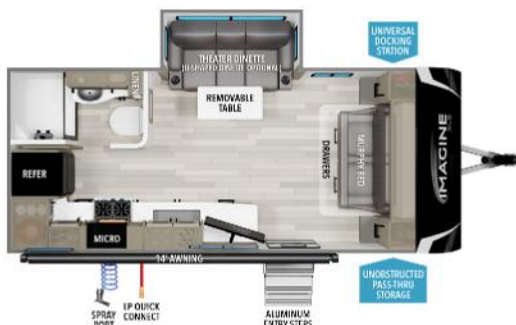 UNIVERSAL
DOCKING
STATION
THEATER DINETTE
(U-SHAPED DINETTE OPTIONAL)
LINEN
REMOVABLE
TABLE
DRAWERS
MURPHY BED
IMAGINE
REFER
MICRO
14' AWNING
UNOBSTRUCTED
PASS-THRU
STORAGE
SPRAY
PORT
LP QUICK
CONNECT
ALUMINUM
ENTRY STEPS